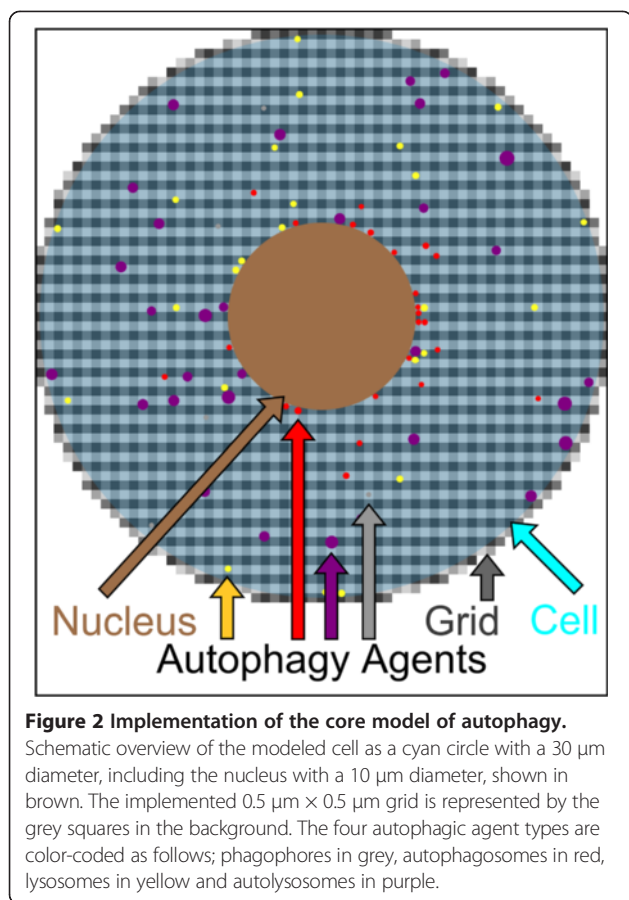 Nucleus
Grid
Cell
Autophagy Agents
Figure 2 Implementation of the core model of autophagy.
Schematic overview of the modeled cell as a cyan circle with a 30 μm
diameter, including the nucleus with a 10 μm diameter, shown in
brown. The implemented 0.5 μm × 0.5 μm grid is represented by the
grey squares in the background. The four autophagic agent types are
color-coded as follows; phagophores in grey, autophagosomes in red,
lysosomes in yellow and autolysosomes in purple.